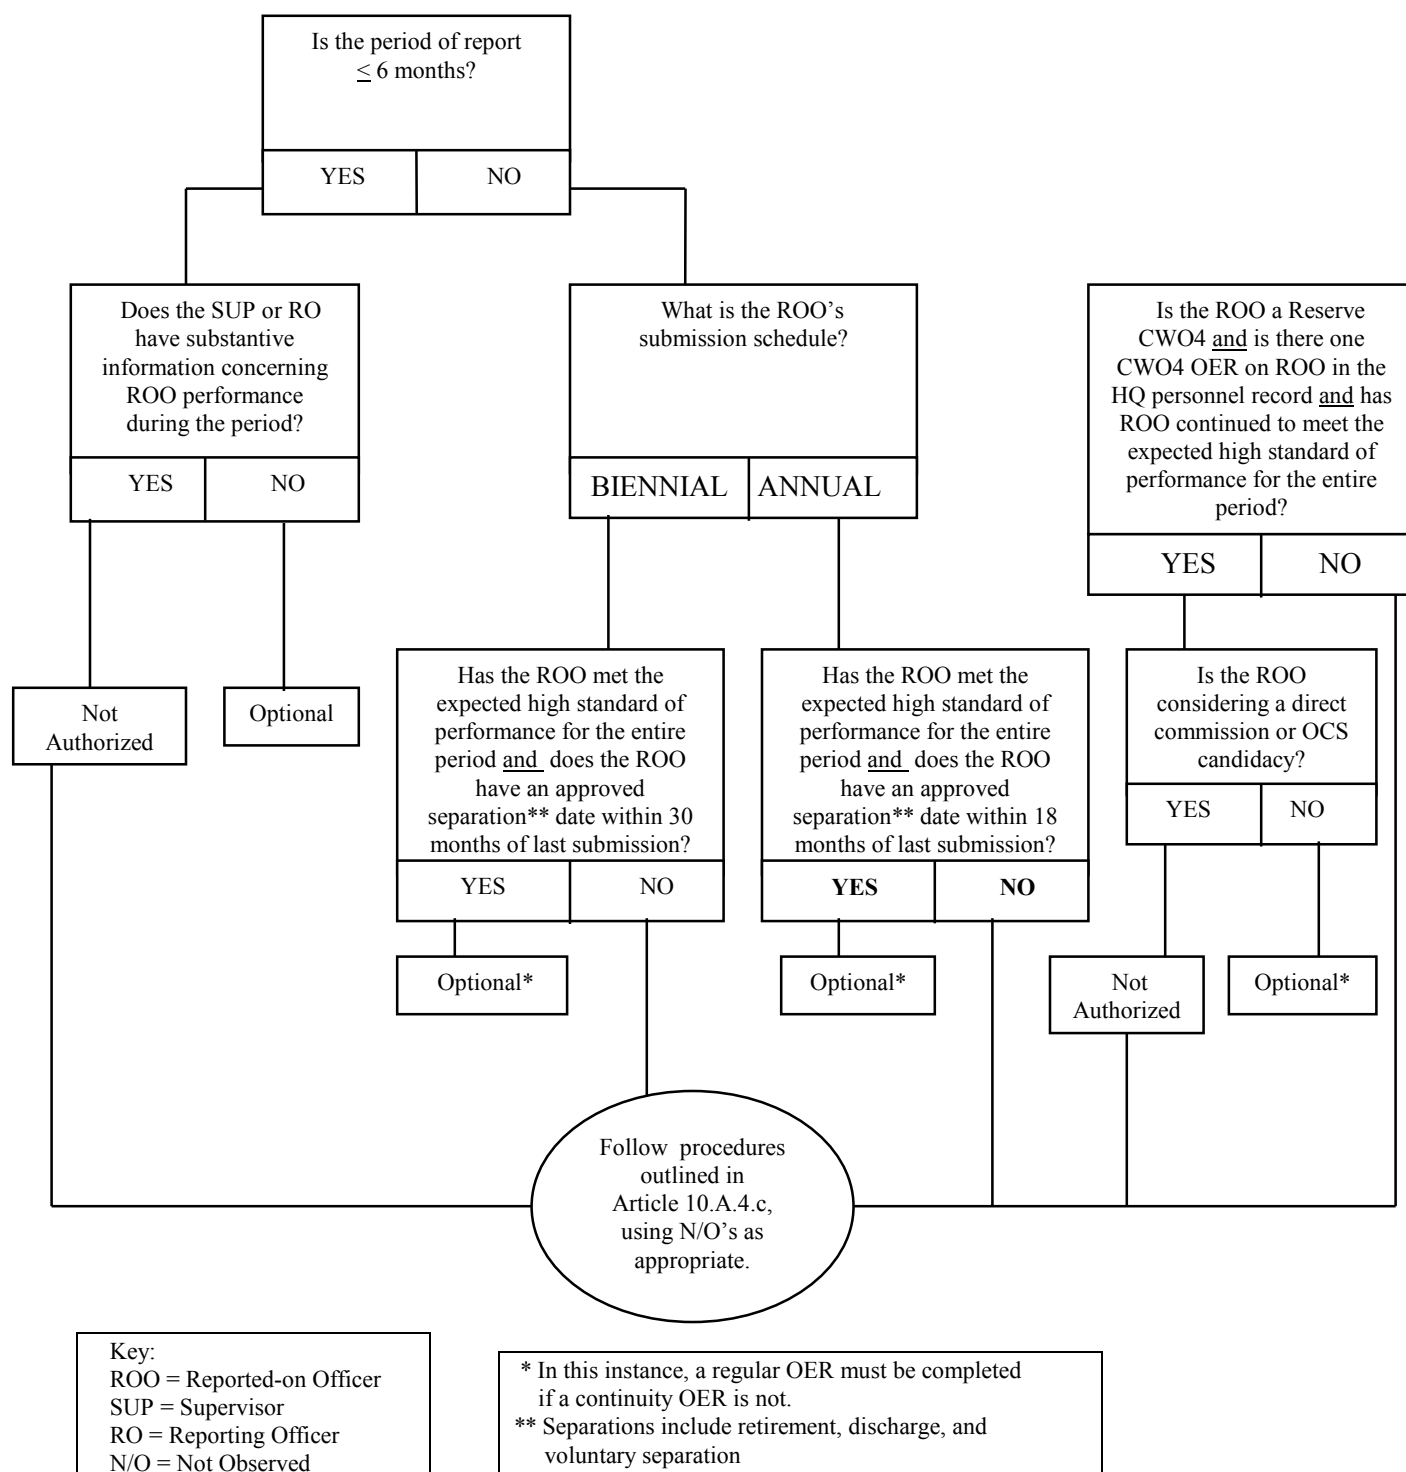 Is the period of report
≤ 6 months?
YES
NO
Does the SUP or RO
have substantive
information concerning
ROO performance
during the period?
YES
NO
What is the ROO’s
submission schedule?
BIENNIAL
ANNUAL
Is the ROO a Reserve
CWO4 and is there one
CWO4 OER on ROO in the
HQ personnel record and has
ROO continued to meet the
expected high standard of
performance for the entire
period?
YES
NO
Not
Authorized
Optional
Has the ROO met the
expected high standard of
performance for the entire
period and does the ROO
have an approved
separation** date within 30
months of last submission?
YES
NO
Has the ROO met the
expected high standard of
performance for the entire
period and does the ROO
have an approved
separation** date within 18
months of last submission?
YES
NO
Is the ROO
considering a direct
commission or OCS
candidacy?
YES
NO
Optional*
Optional*
Not
Authorized
Optional*
Follow procedures
outlined in
Article 10.A.4.c,
using N/O’s as
appropriate.
Key:
ROO = Reported-on Officer
SUP = Supervisor
RO = Reporting Officer
N/O = Not Observed
* In this instance, a regular OER must be completed
if a continuity OER is not.
** Separations include retirement, discharge, and
voluntary separation